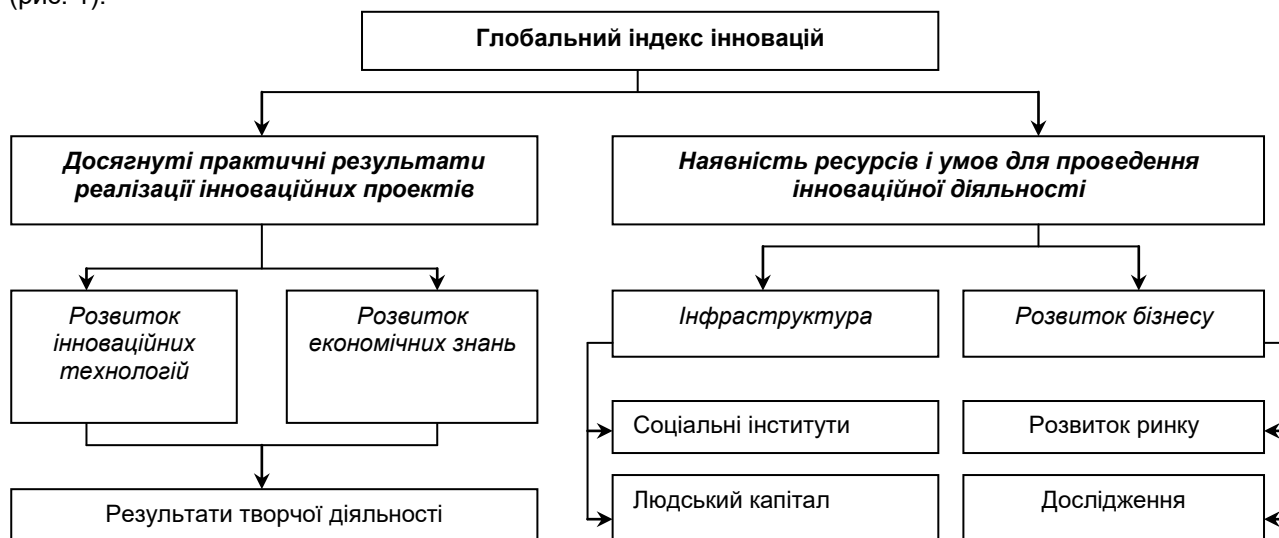 (рис. 1).
Глобальний індекс інновацій
Досягнуті практичні результати
реалізації інноваційних проектів
Наявність ресурсів і умов для проведення
інноваційної діяльності
Розвиток
інноваційних
технологій
Розвиток
економічних знань
Інфраструктура
Розвиток бізнесу
Соціальні інститути
Розвиток ринку
Людський капітал
Дослідження
Результати творчої діяльності